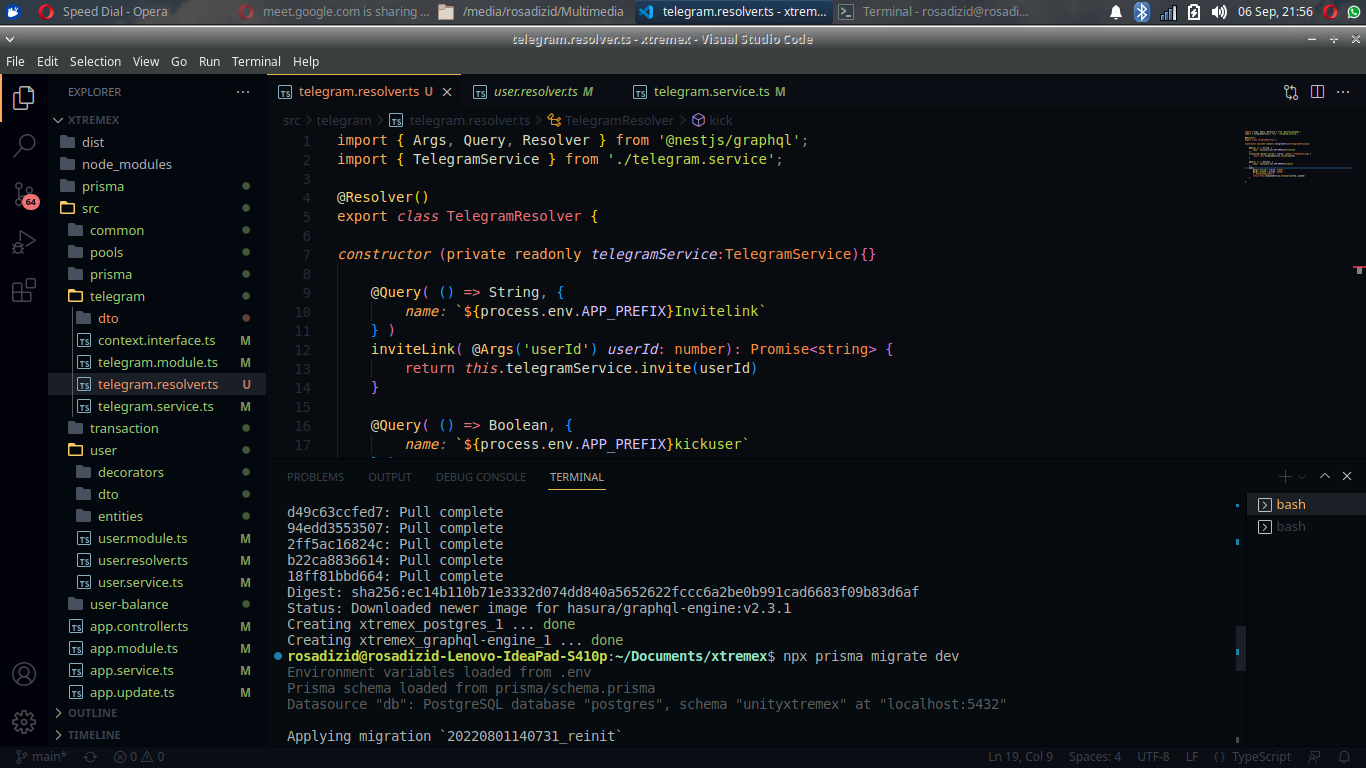 Speed Dial - Opera
meet.google.com is sharing ...
/media/rosadizid/Multimedia
telegram.resolver.ts - xtrem...
Terminal - rosadizid@rosadi...
06 Sep, 21:56
telegram.resolver.ts - xtremex - Visual Studio Code
File Edit Selection View Go Run Terminal Help
EXPLORER
XTREMEX
dist
node_modules
prisma
src
common
pools
prisma
telegram
dto
TS context.interface.ts M
TS telegram.module.ts M
TS telegram.resolver.ts U
TS telegram.service.ts M
transaction
user
decorators
dto
entities
TS user.module.ts M
TS user.resolver.ts M
TS user.service.ts M
user-balance
TS app.controller.ts M
TS app.module.ts M
TS app.service.ts M
TS app.update.ts M
OUTLINE
TIMELINE
64
TS telegram.resolver.ts U
TS user.resolver.ts M
TS telegram.service.ts M
src > telegram > TS telegram.resolver.ts > TelegramResolver > kick
1 import { Args, Query, Resolver } from '@nestjs/graphql';
2 import { TelegramService } from './telegram.service';
3
4 @Resolver()
5 export class TelegramResolver {
6
7 constructor (private readonly telegramService:TelegramService){}
8
9 @Query( () => String, {
10 name: `${process.env.APP_PREFIX}Invitelink`
11 } )
12 inviteLink( @Args('userId') userId: number): Promise<string> {
13 return this.telegramService.invite(userId)
14 }
15
16 @Query( () => Boolean, {
17 name: `${process.env.APP_PREFIX}kickuser`
PROBLEMS OUTPUT DEBUG CONSOLE TERMINAL
d49c63ccfed7: Pull complete
94edd3553507: Pull complete
2ff5ac16824c: Pull complete
b22ca8836614: Pull complete
18ff81bbd664: Pull complete
Digest: sha256:ec14b110b71e3332d074dd840a5652622fccc6a2be0b991cad6683f09b83d6af
Status: Downloaded newer image for hasura/graphql-engine:v2.3.1
Creating xtremex_postgres_1 ... done
Creating xtremex_graphql-engine_1 ... done
rosadizid@rosadizid-Lenovo-IdeaPad-S410p:~/Documents/xtremex$ npx prisma migrate dev
Environment variables loaded from .env
Prisma schema loaded from prisma/schema.prisma
Datasource "db": PostgreSQL database "postgres", schema "unityxtremex" at "localhost:5432"
Applying migration `20220801140731_reinit`
bash
bash
main* 0 0
Ln 19, Col 9 Spaces: 4 UTF-8 LF {} TypeScript